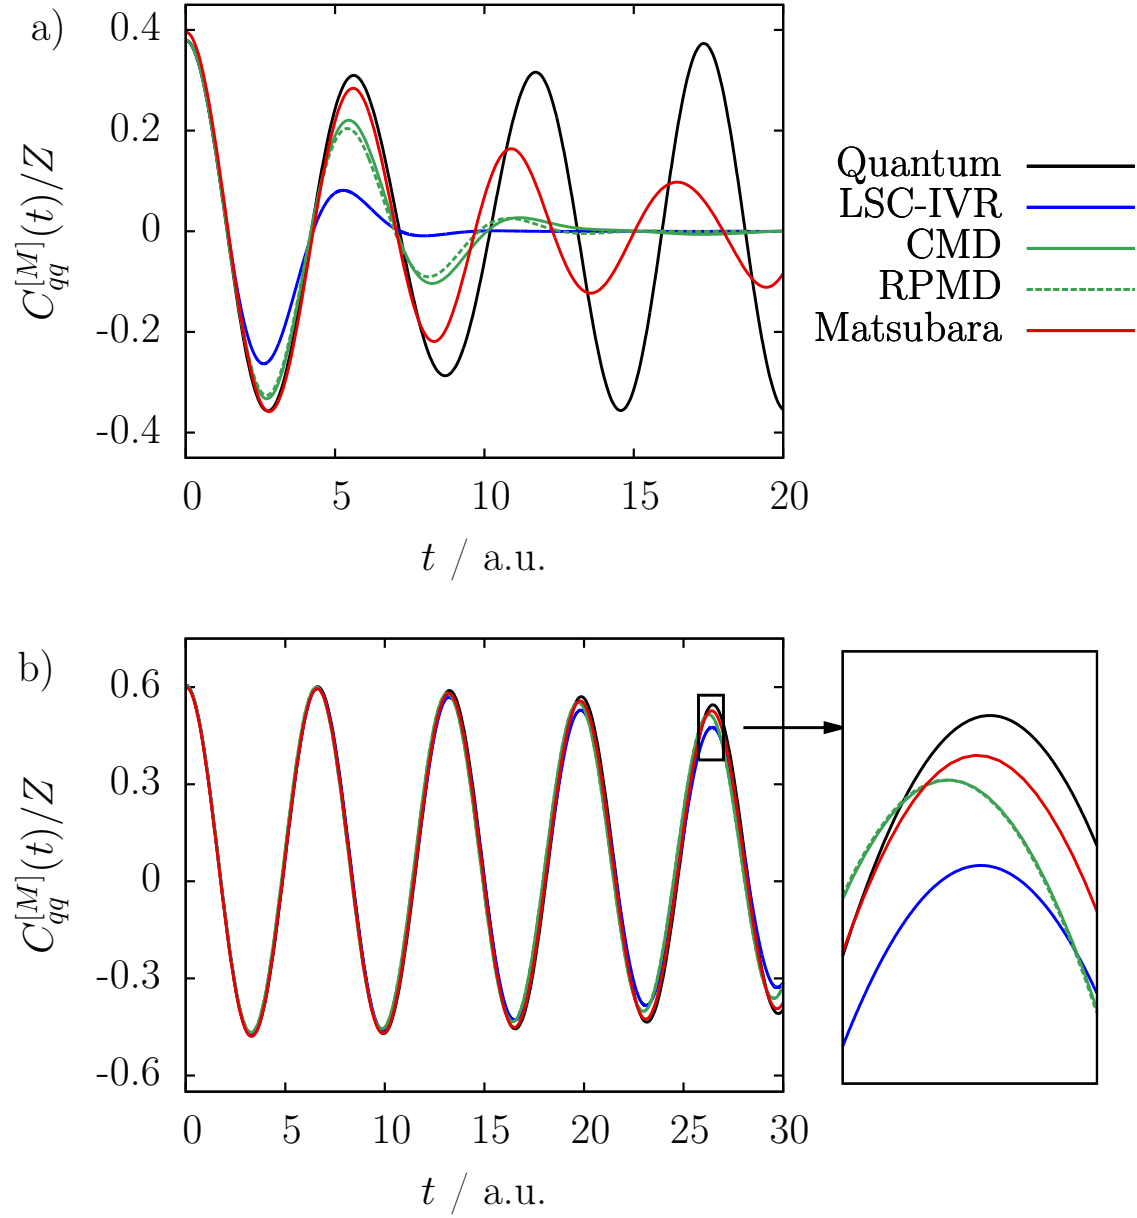 a)
0.4
0.2
0
-0.2
-0.4
C_{qq}^{[M]}(t)/Z
0 5 10 15 20
t / a.u.
Quantum
LSC-IVR
CMD
RPMD
Matsubara
b)
0.6
0.3
0
-0.3
-0.6
C_{qq}^{[M]}(t)/Z
0 5 10 15 20 25 30
t / a.u.